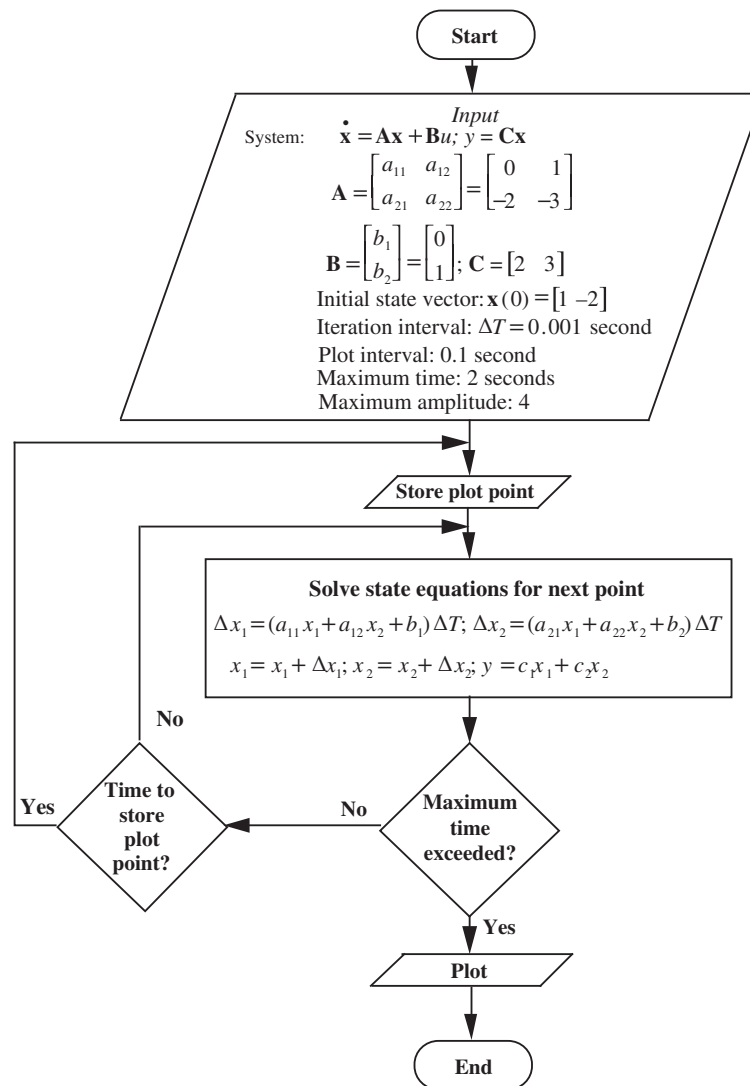 Start
Input
System: ẋ = Ax + Bu; y = Cx
A = [a₁₁ a₁₂; a₂₁ a₂₂] = [0 1; −2 −3]
B = [b₁; b₂] = [0; 1]; C = [2 3]
Initial state vector: x(0) = [1 –2]
Iteration interval: ΔT = 0.001 second
Plot interval: 0.1 second
Maximum time: 2 seconds
Maximum amplitude: 4
Store plot point
Solve state equations for next point
Δx₁=(a₁₁x₁+a₁₂x₂+b₁)ΔT; Δx₂=(a₂₁x₁+a₂₂x₂+b₂)ΔT
x₁= x₁+ Δx₁; x₂= x₂+ Δx₂; y = c₁x₁+ c₂x₂
No
Yes
Time to
store
plot
point?
No
Maximum
time
exceeded?
Yes
Plot
End